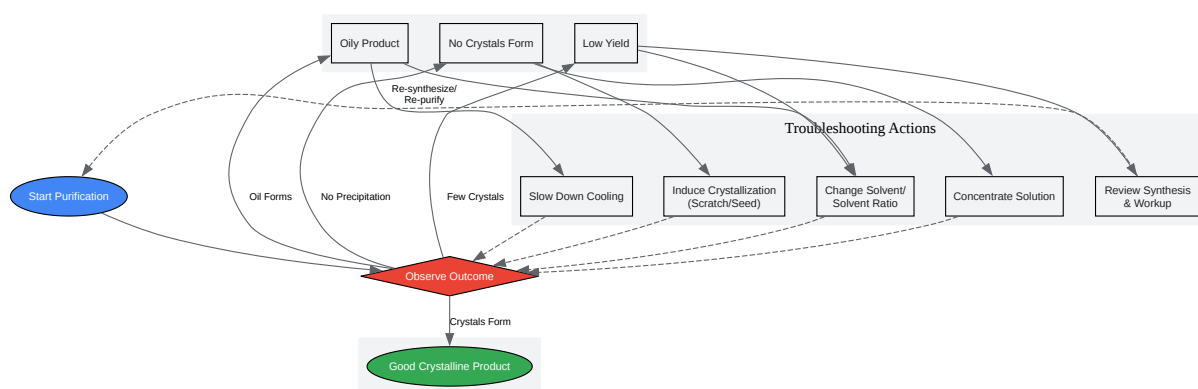 Oily Product
No Crystals Form
Low Yield
Re-synthesize/
Re-purify
Troubleshooting Actions
Start Purification
Oil Forms
No Precipitation
Few Crystals
Slow Down Cooling
Induce Crystallization
(Scratch/Seed)
Change Solvent/
Solvent Ratio
Concentrate Solution
Review Synthesis
& Workup
Observe Outcome
Crystals Form
Good Crystalline Product